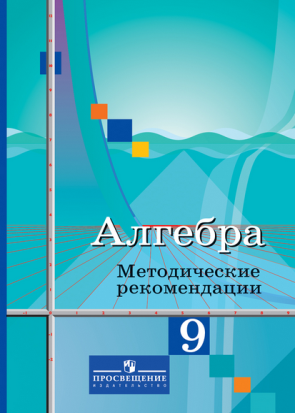 Алгебра
Методические
рекомендации
9
ПРОСВЕЩЕНИЕ
ИЗДАТЕЛЬСТВО